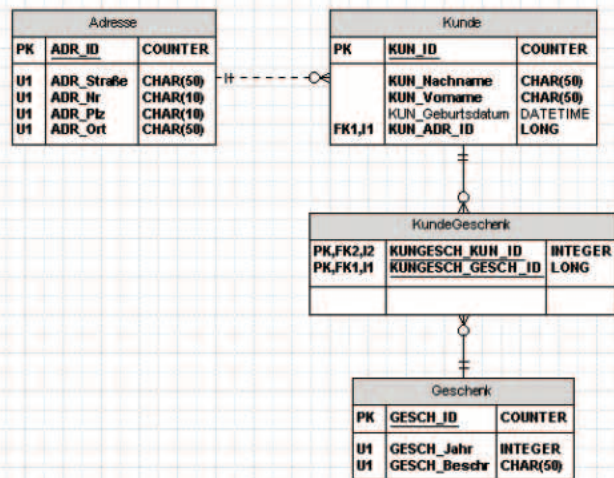 Adresse
PK ADR_ID COUNTER
U1 ADR_Straße CHAR(50)
U1 ADR_Nr CHAR(10)
U1 ADR_Plz CHAR(10)
U1 ADR_Ort CHAR(50)
Kunde
PK KUN_ID COUNTER
KUN_Nachname CHAR(50)
KUN_Vorname CHAR(50)
KUN_Geburtsdatum DATETIME
FK1,I1 KUN_ADR_ID LONG
KundeGeschenk
PK,FK2,I2 KUNGESCH_KUN_ID INTEGER
PK,FK1,I1 KUNGESCH_GESCH_ID LONG
Geschenk
PK GESCH_ID COUNTER
U1 GESCH_Jahr INTEGER
U1 GESCH_Beschr CHAR(50)